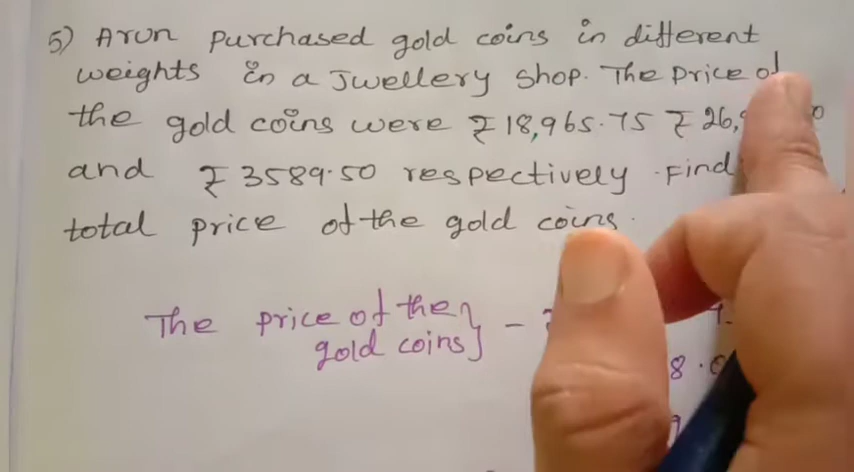 5) Arun purchased gold coins in different
weights in a Jwellery shop. The price of
the gold coins were ₹18,965.75 ₹26,
and ₹3589.50 respectively. Find
total price of the gold coins.
The price of the
gold coins} -
8.